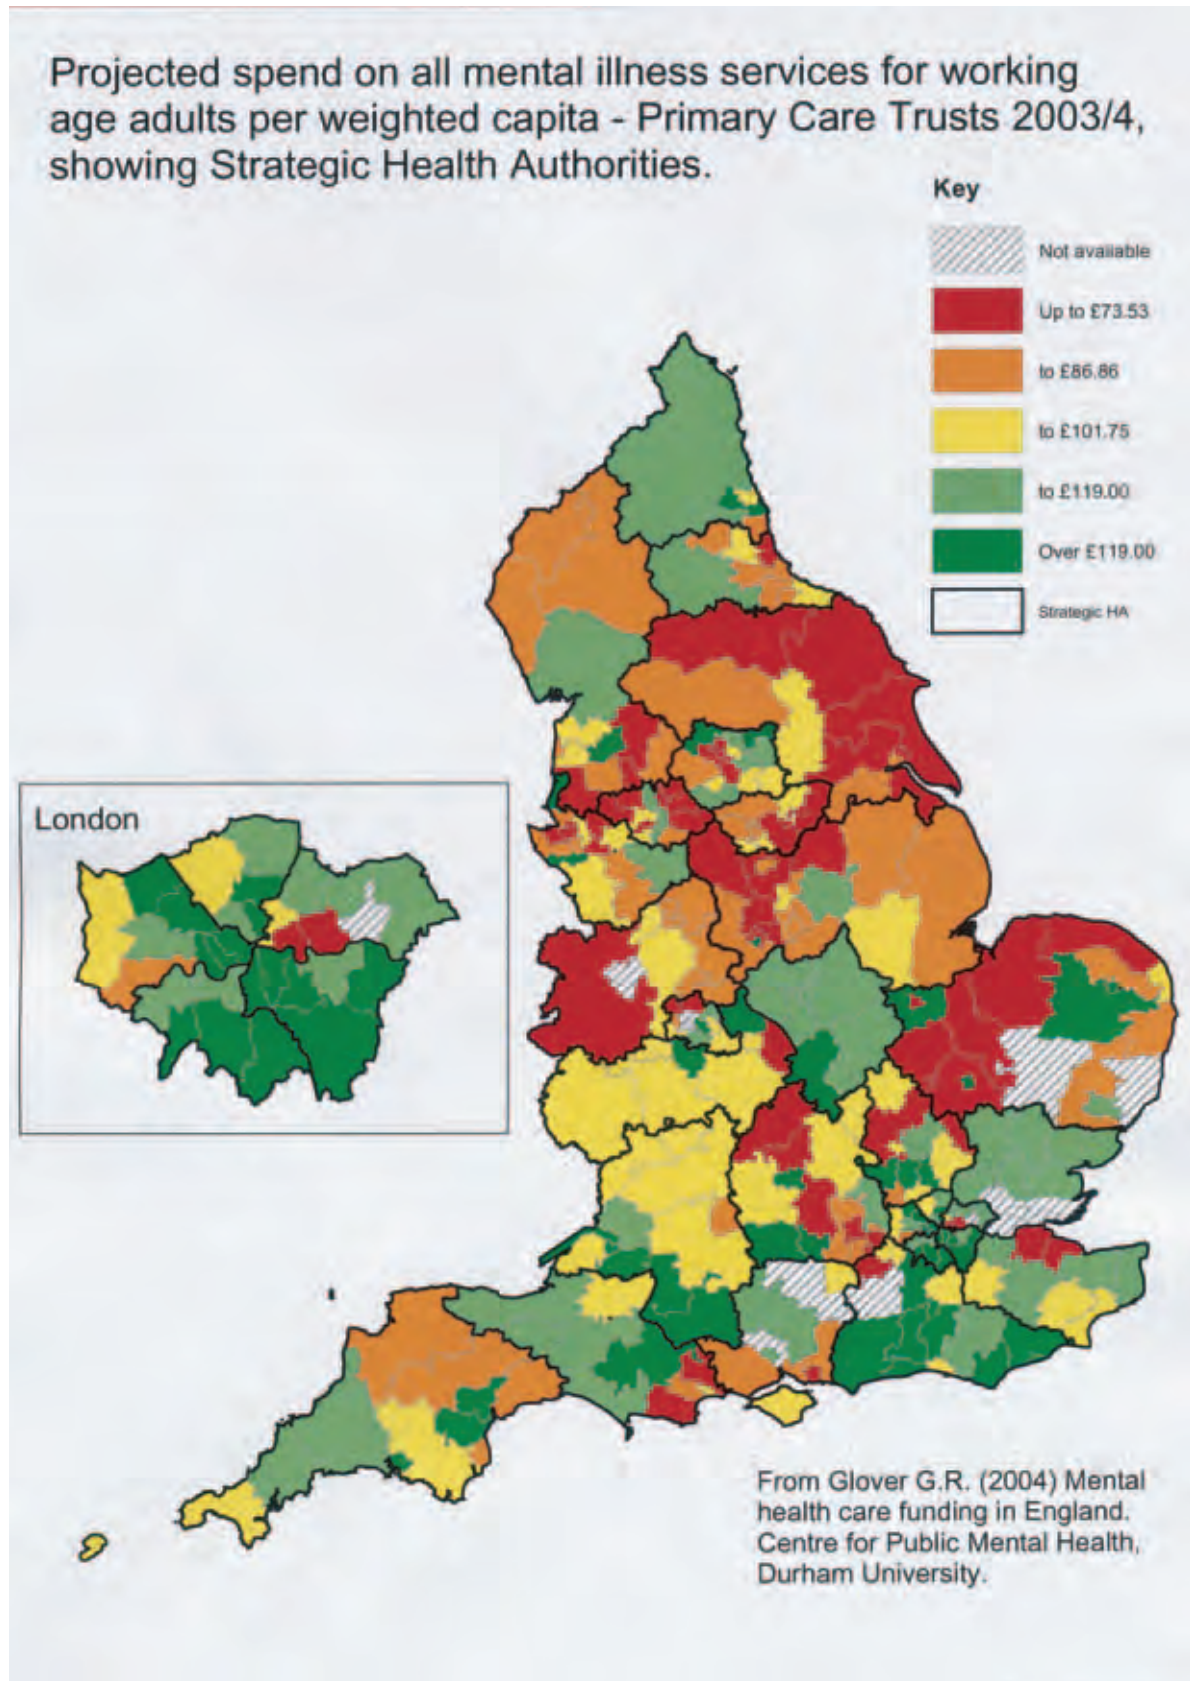 Projected spend on all mental illness services for working
age adults per weighted capita - Primary Care Trusts 2003/4,
showing Strategic Health Authorities.
Key
Not available
Up to £73.53
to £86.86
to £101.75
to £119.00
Over £119.00
Strategic HA
London
From Glover G.R. (2004) Mental
health care funding in England.
Centre for Public Mental Health,
Durham University.